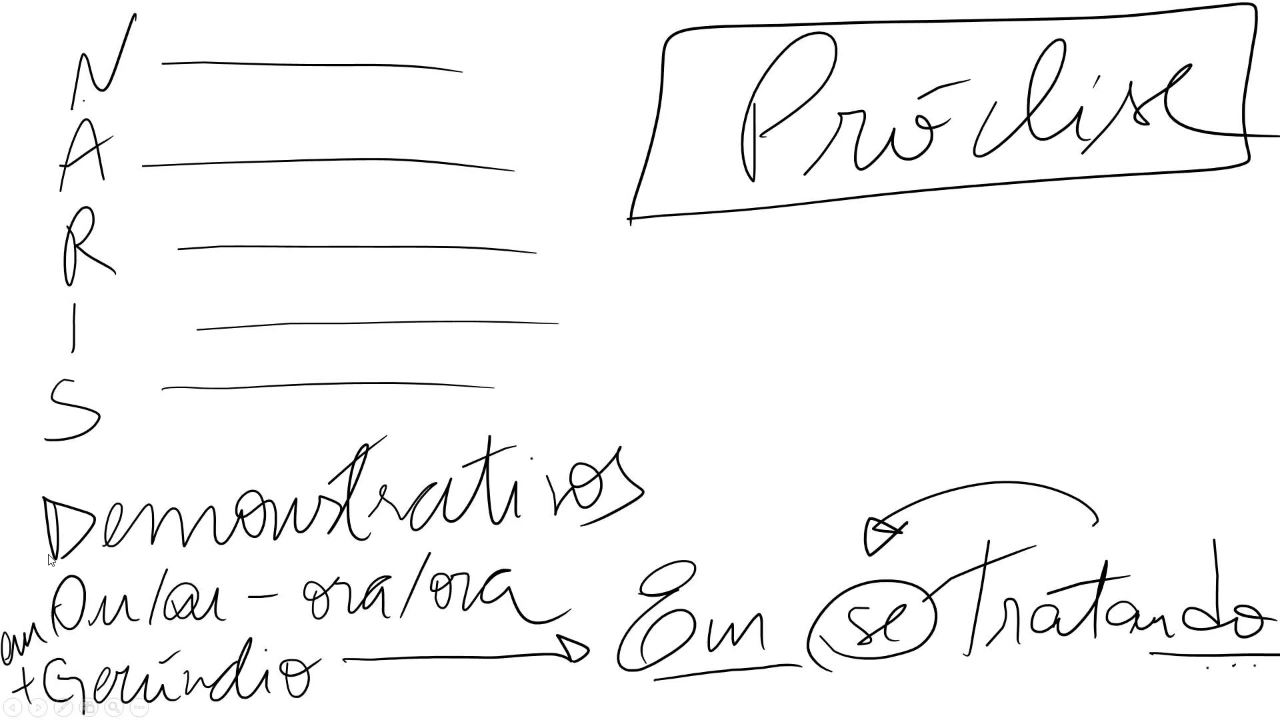 N
A
R
I
S
Próclise
Demonstrativos
Ou/ou - ora/ora
em + Gerúndio
Em se Tratando